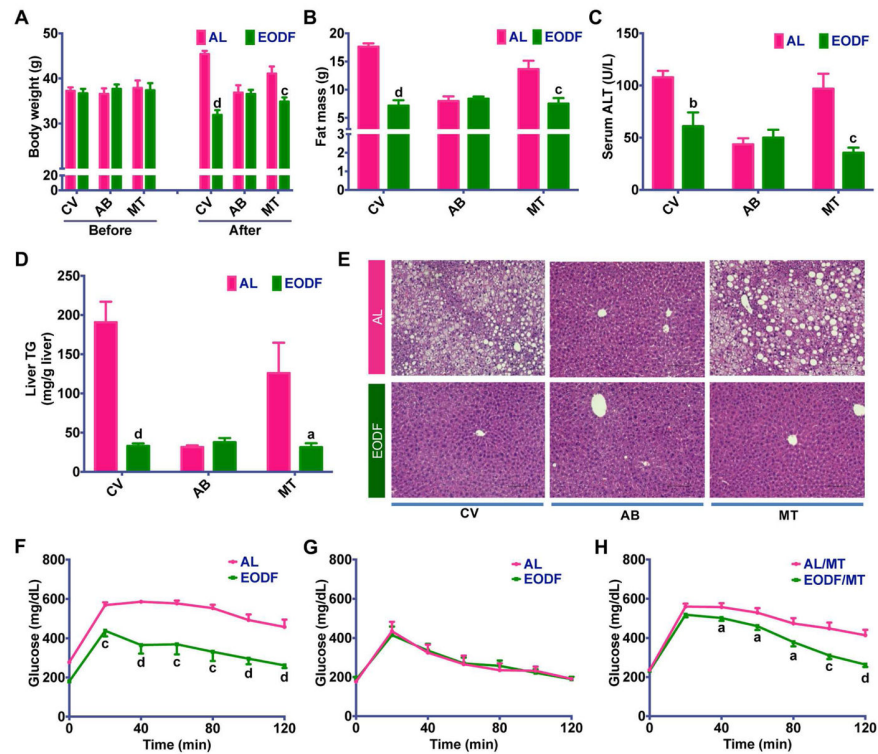 A
AL EODF
Body weight (g)
50
40
30
20
0
CV AB MT CV AB MT
Before After
B
AL EODF
Fat mass (g)
20
15
10
5
3
2
1
0
CV AB MT
d c
C
AL EODF
Serum ALT (U/L)
150
100
50
0
CV AB MT
b c
d c
D
AL EODF
Liver TG
(mg/g liver)
250
200
150
100
50
0
CV AB MT
d a
E
AL
EODF
CV AB MT
F
AL
EODF
Glucose (mg/dL)
800
600
400
200
0
c d c c d d
0 40 80 120
Time (min)
G
AL
EODF
Glucose (mg/dL)
800
600
400
200
0
0 40 80 120
Time (min)
H
AL/MT
EODF/MT
Glucose (mg/dL)
800
600
400
200
0
a a a c d
0 40 80 120
Time (min)